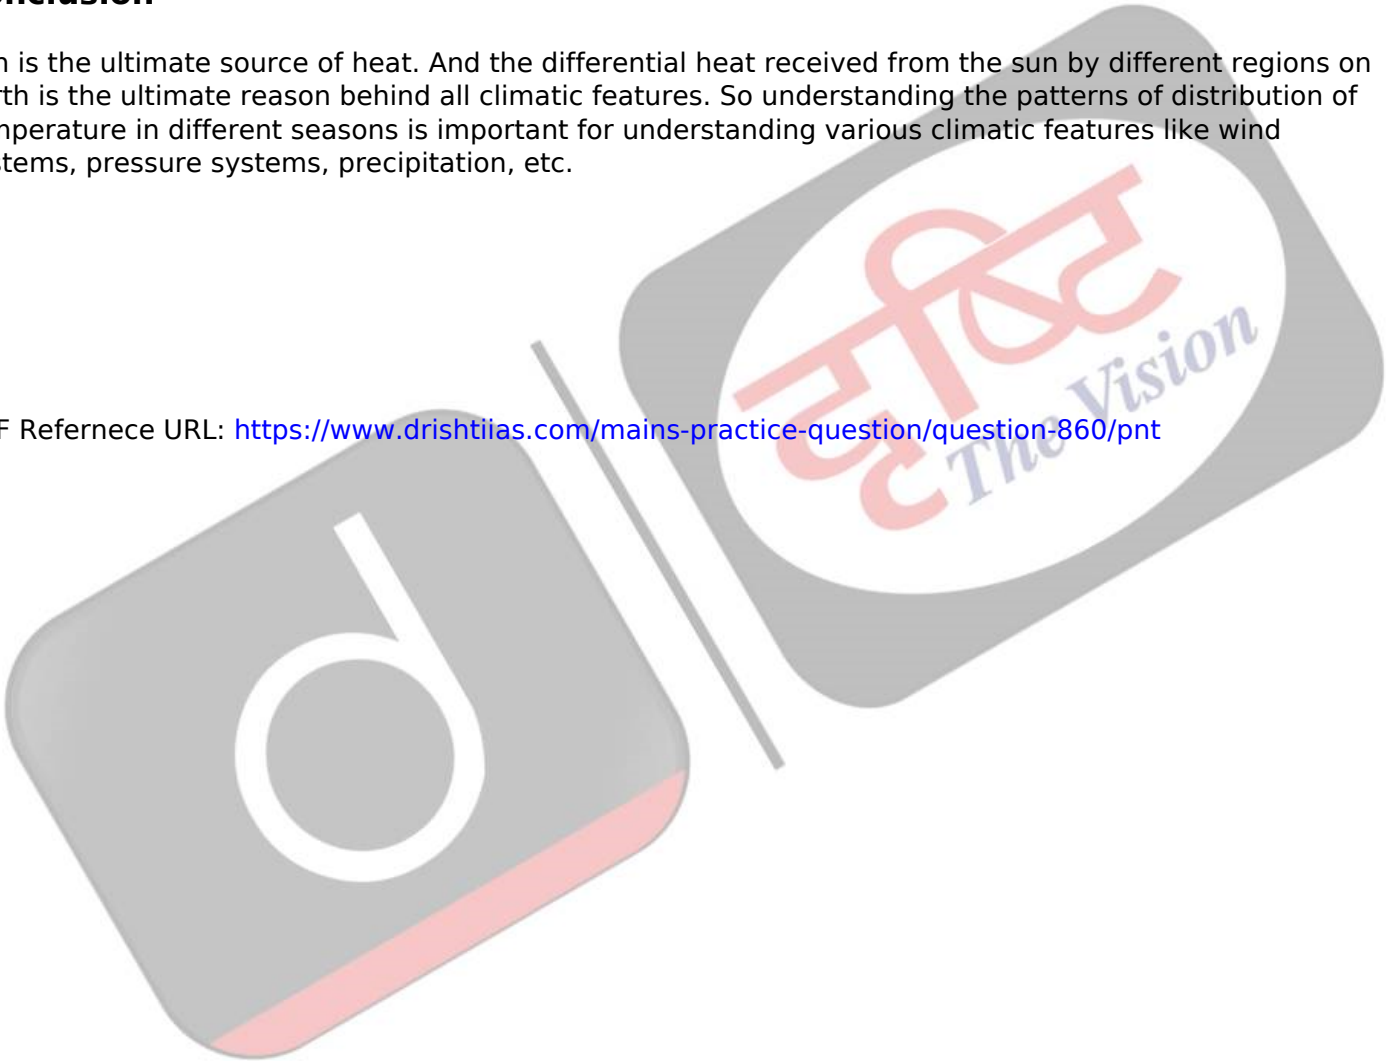 onclusion
n is the ultimate source of heat. And the differential heat received from the sun by different regions on
rth is the ultimate reason behind all climatic features. So understanding the patterns of distribution of
mperature in different seasons is important for understanding various climatic features like wind
stems, pressure systems, precipitation, etc.
F Refernece URL: https://www.drishtiias.com/mains-practice-question/question-860/pnt
दृष्टि
The Vision
d